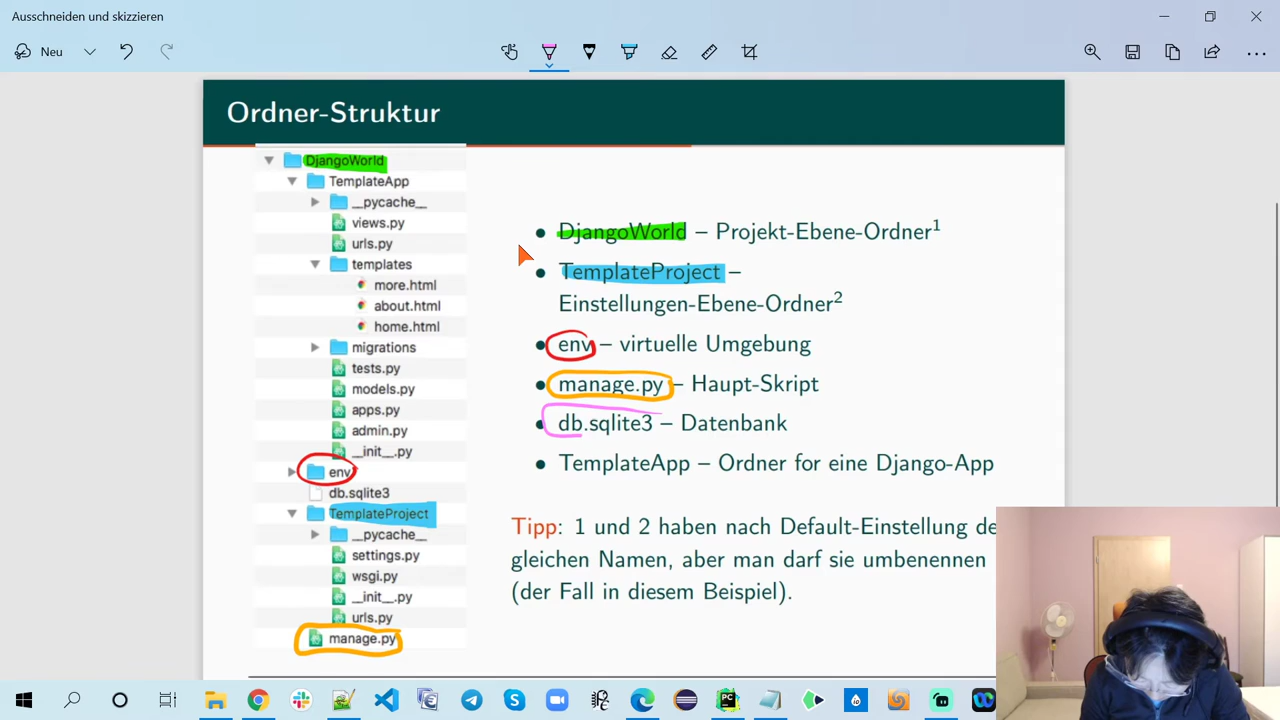 Ausschneiden und skizzieren
Neu
Ordner-Struktur
DjangoWorld
TemplateApp
__pycache__
views.py
urls.py
templates
more.html
about.html
home.html
migrations
tests.py
models.py
apps.py
admin.py
__init__.py
env
db.sqlite3
TemplateProject
__pycache__
settings.py
wsgi.py
__init__.py
urls.py
manage.py
• DjangoWorld – Projekt-Ebene-Ordner¹
• TemplateProject –
Einstellungen-Ebene-Ordner²
• env – virtuelle Umgebung
• manage.py – Haupt-Skript
• db.sqlite3 – Datenbank
• TemplateApp – Ordner for eine Django-App
Tipp: 1 und 2 haben nach Default-Einstellung de
gleichen Namen, aber man darf sie umbenennen
(der Fall in diesem Beispiel).